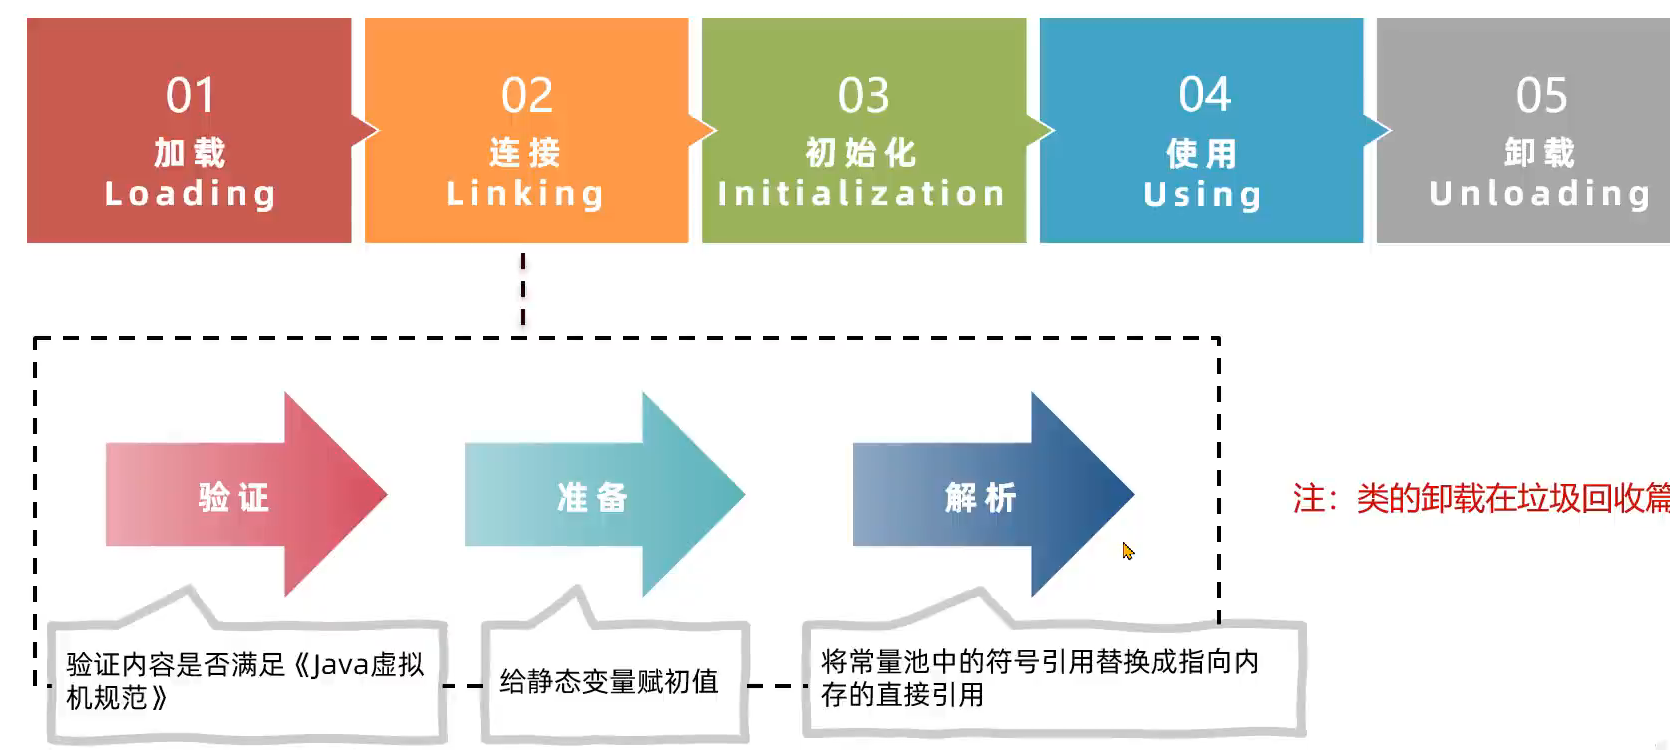 01
加载
Loading
02
连接
Linking
03
初始化
Initialization
04
使用
Using
05
卸载
Unloading
验证
准备
解析
注：类的卸载在垃圾回收篇
验证内容是否满足《Java虚拟
机规范》
给静态变量赋初值
将常量池中的符号引用替换成指向内
存的直接引用